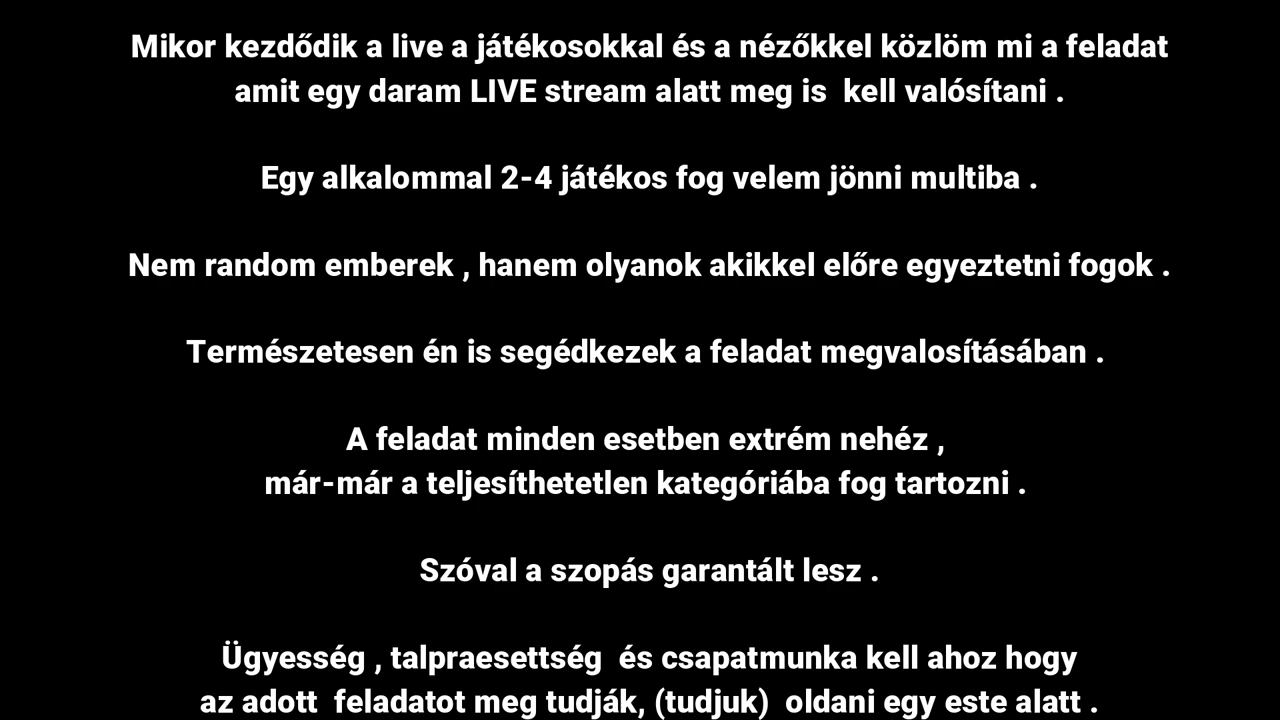 Mikor kezdődik a live a játékosokkal és a nézőkkel közlöm mi a feladat
amit egy daram LIVE stream alatt meg is  kell valósítani .
Egy alkalommal 2-4 játékos fog velem jönni multiba .
Nem random emberek , hanem olyanok akikkel előre egyeztetni fogok .
Természetesen én is segédkezek a feladat megvalosításában .
A feladat minden esetben extrém nehéz ,
már-már a teljesíthetetlen kategóriába fog tartozni .
Szóval a szopás garantált lesz .
Ügyesség , talpraesettség  és csapatmunka kell ahoz hogy
az adott  feladatot meg tudják, (tudjuk)  oldani egy este alatt .